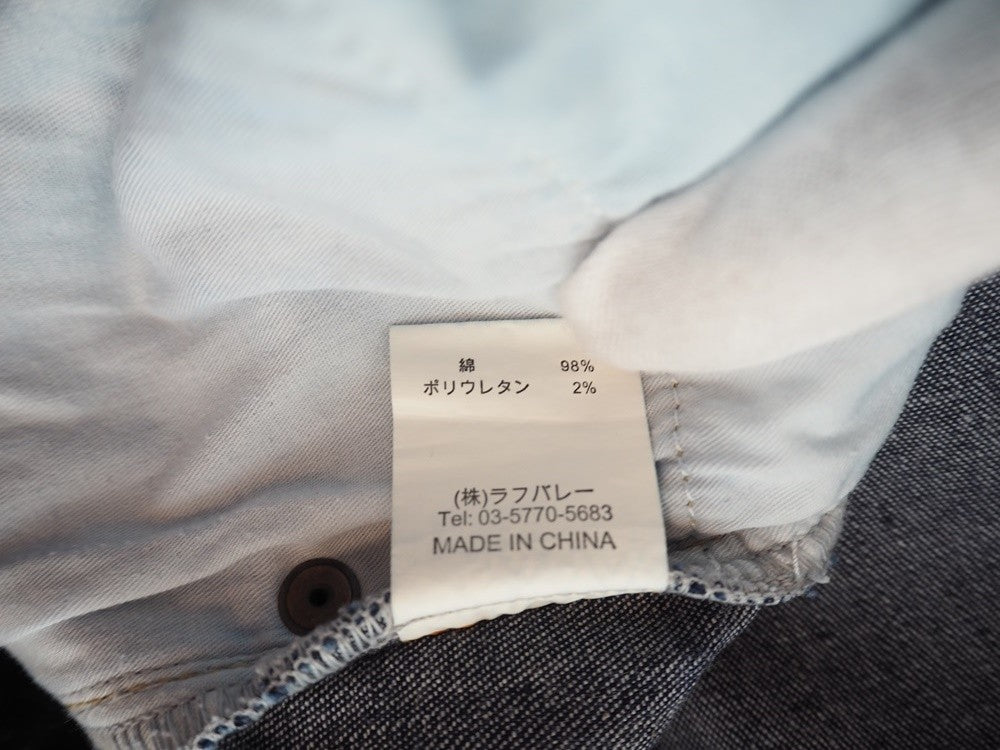 綿 98%
ポリウレタン 2%
(株)ラフバレー
Tel: 03-5770-5683
MADE IN CHINA